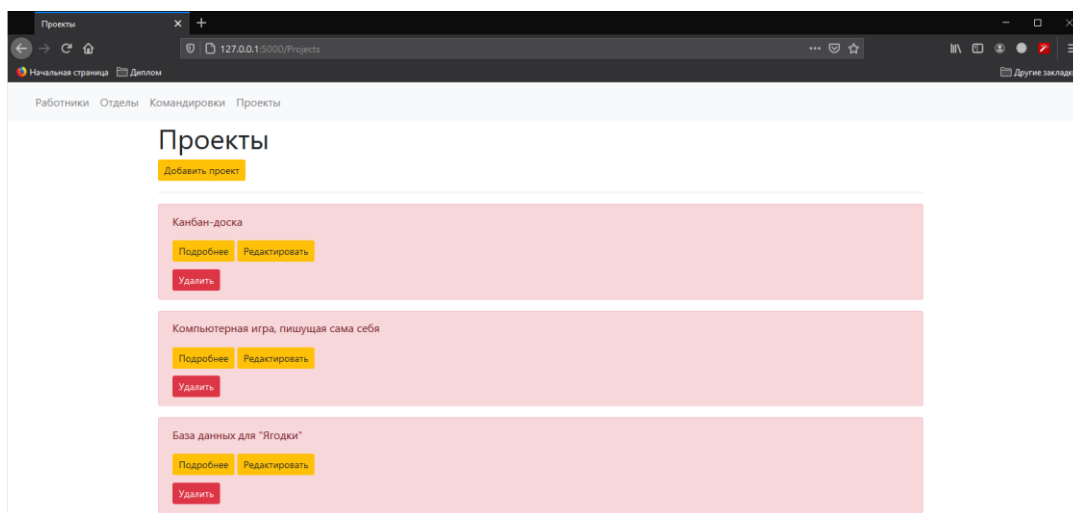 Проекты
127.0.0.1:5000/Projects
Начальная страница Диплом Другие закладк
Работники Отделы Командировки Проекты
Проекты
Добавить проект
Канбан-доска
Подробнее Редактировать
Удалить
Компьютерная игра, пишущая сама себя
Подробнее Редактировать
Удалить
База данных для "Ягодки"
Подробнее Редактировать
Удалить